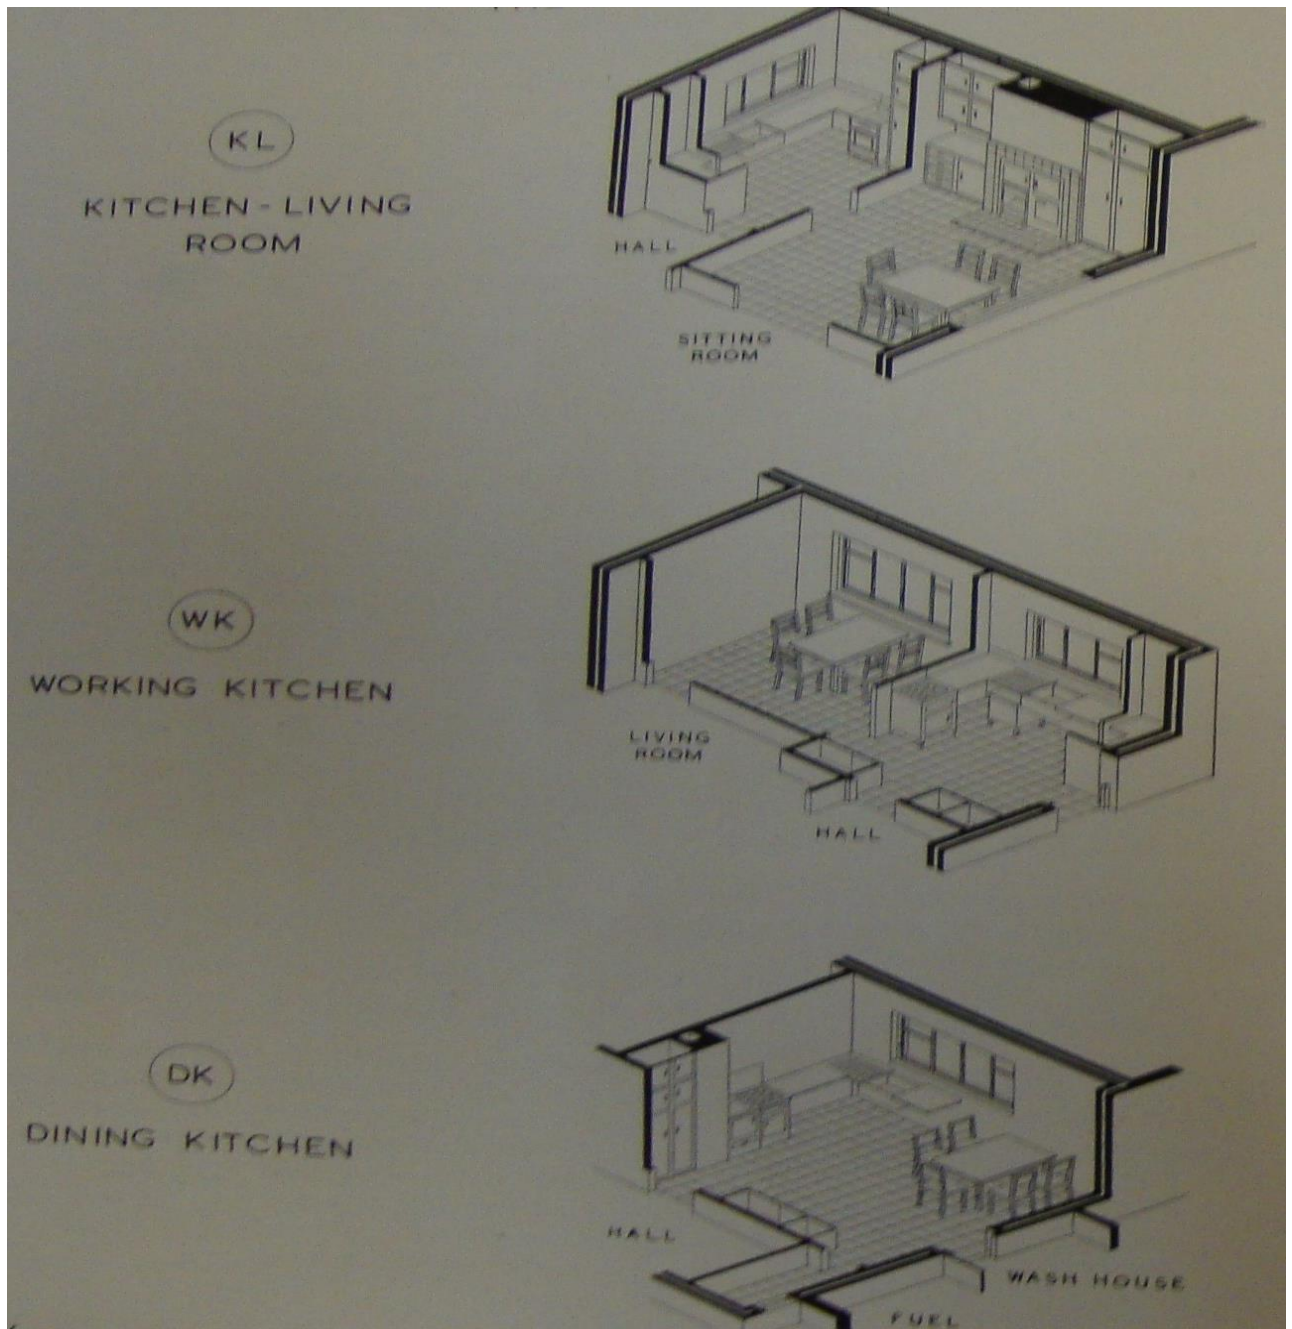 KL
KITCHEN - LIVING
ROOM
HALL
SITTING
ROOM
WK
WORKING KITCHEN
LIVING
ROOM
HALL
DK
DINING KITCHEN
HALL
WASH HOUSE
FUEL